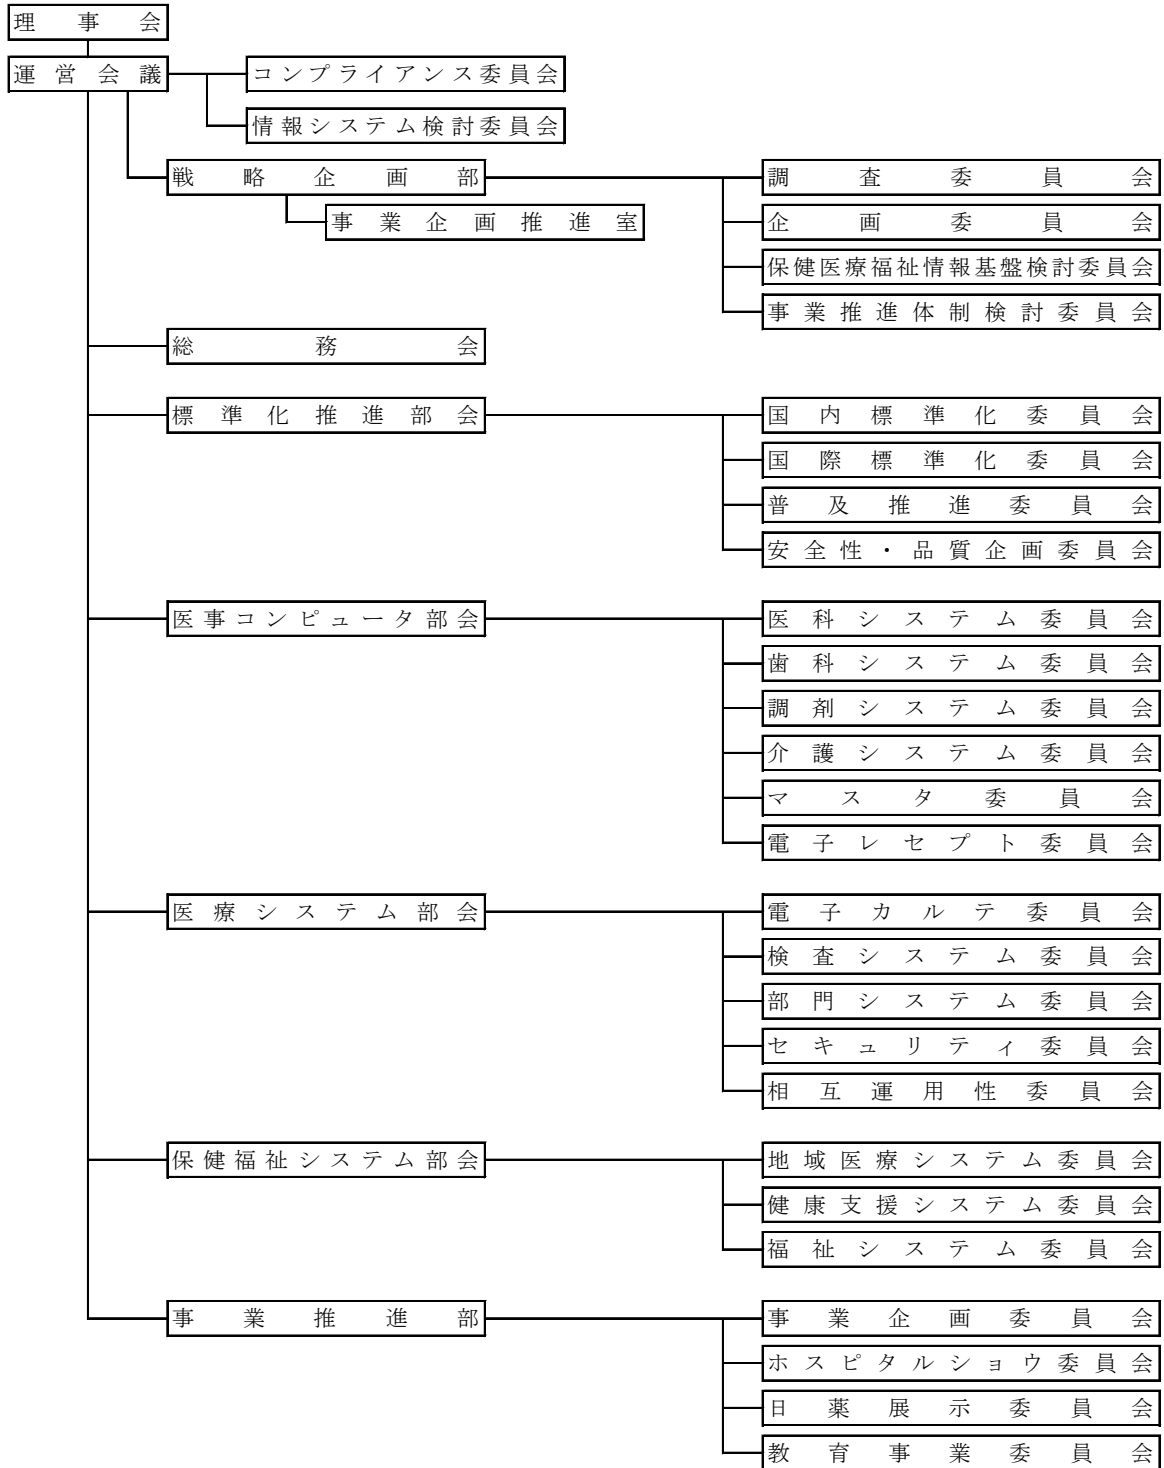 理事会
運営会議
コンプライアンス委員会
情報システム検討委員会
戦略企画部
調査委員会
事業企画推進室
企画委員会
保健医療福祉情報基盤検討委員会
事業推進体制検討委員会
総務会
標準化推進部会
国内標準化委員会
国際標準化委員会
普及推進委員会
安全性・品質企画委員会
医事コンピュータ部会
医科システム委員会
歯科システム委員会
調剤システム委員会
介護システム委員会
マスタ委員会
電子レセプト委員会
医療システム部会
電子カルテ委員会
検査システム委員会
部門システム委員会
セキュリティ委員会
相互運用性委員会
保健福祉システム部会
地域医療システム委員会
健康支援システム委員会
福祉システム委員会
事業推進部
事業企画委員会
ホスピタルショウ委員会
日薬展示委員会
教育事業委員会